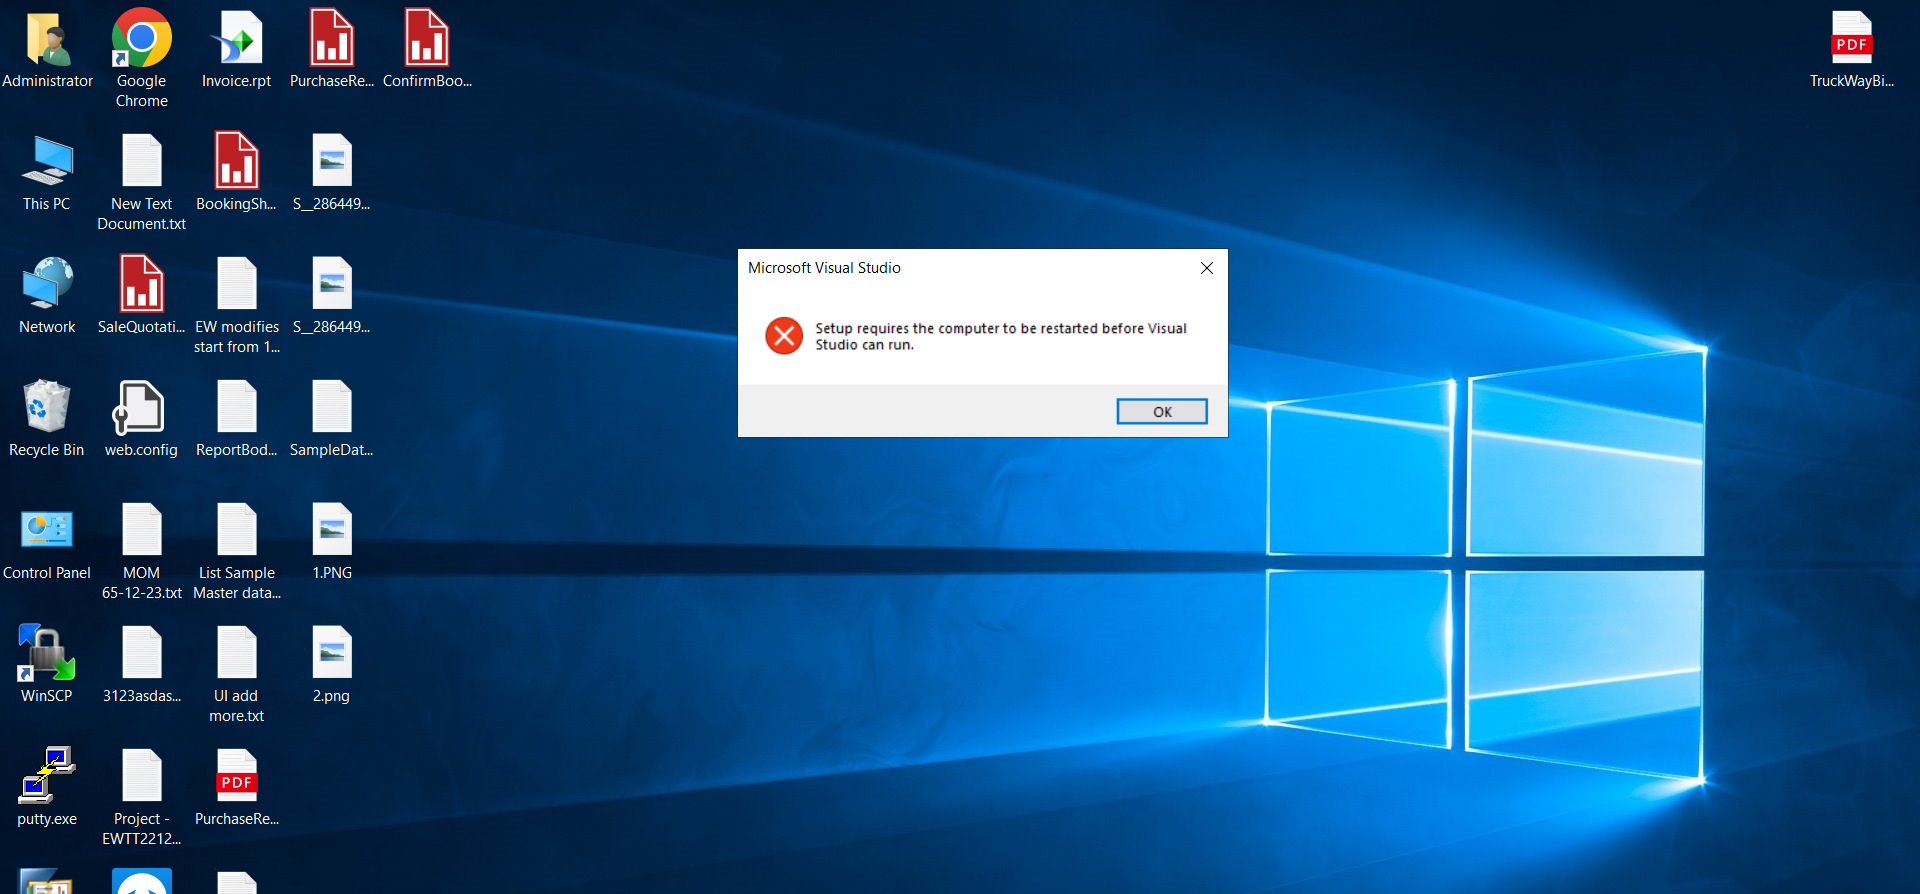 Administrator
Google
Chrome
Invoice.rpt
PurchaseRe...
ConfirmBoo...
PDF
TruckWayBi...
This PC
New Text
Document.txt
BookingSh...
S__286449...
Network
SaleQuotati...
EW modifies
start from 1...
S__286449...
Microsoft Visual Studio
Setup requires the computer to be restarted before Visual
Studio can run.
OK
Recycle Bin
web.config
ReportBod...
SampleDat...
Control Panel
MOM
65-12-23.txt
List Sample
Master data...
1.PNG
WinSCP
3123asdas...
UI add
more.txt
2.png
putty.exe
Project -
EWTT2212...
PDF
PurchaseRe...